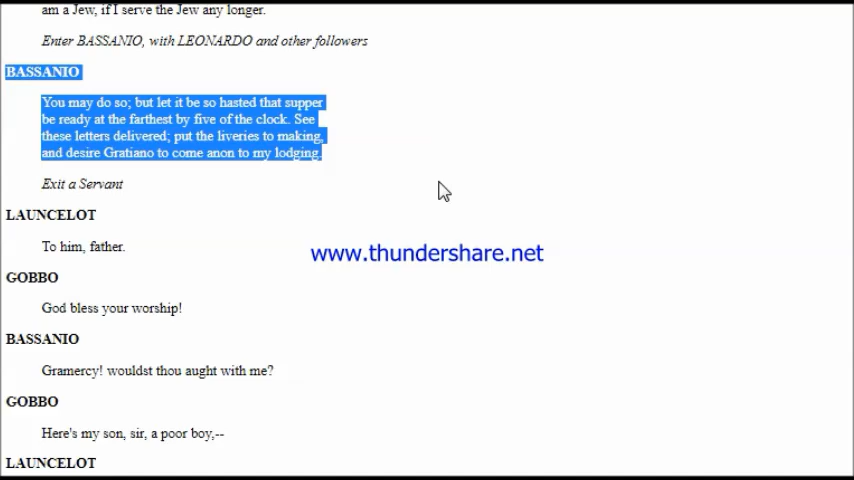 am a Jew, if I serve the Jew any longer.
Enter BASSANIO, with LEONARDO and other followers
BASSANIO
You may do so; but let it be so hasted that supper
be ready at the farthest by five of the clock. See
these letters delivered; put the liveries to making,
and desire Gratiano to come anon to my lodging.
Exit a Servant
LAUNCELOT
To him, father.
www.thundershare.net
GOBBO
God bless your worship!
BASSANIO
Gramercy! wouldst thou aught with me?
GOBBO
Here's my son, sir, a poor boy,--
LAUNCELOT